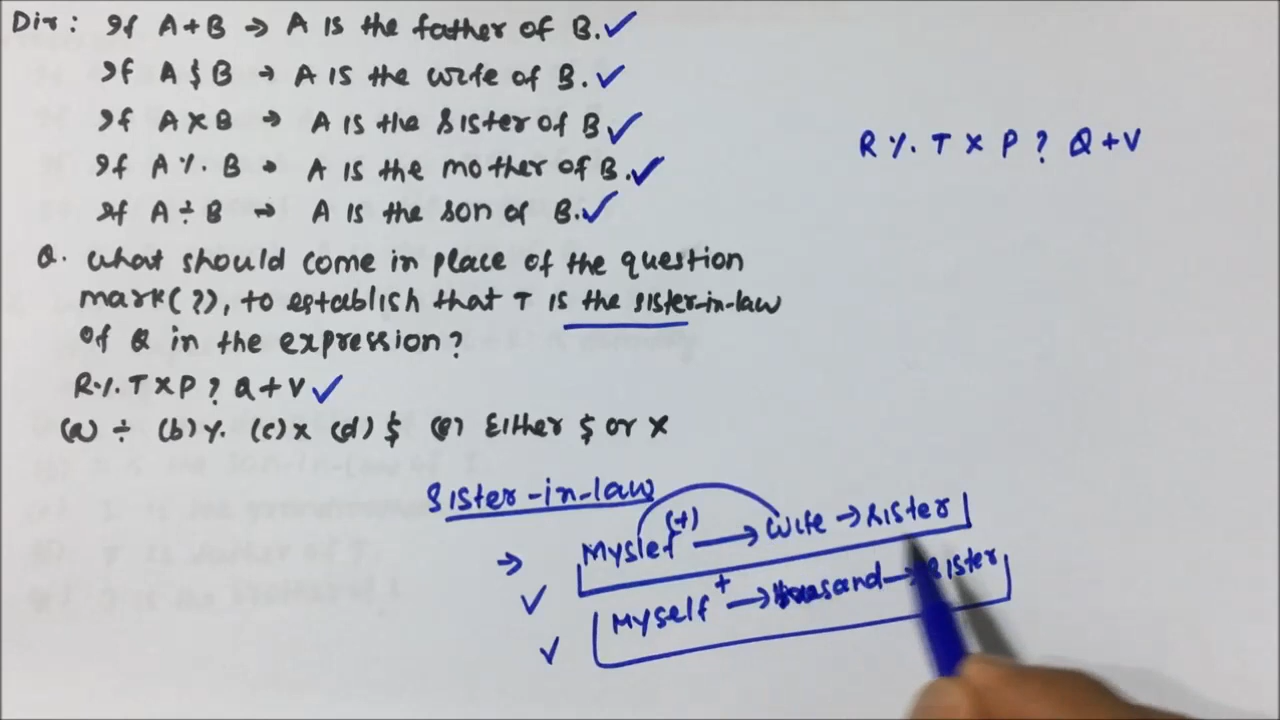 Dir: If A + B → A is the father of B. ✓
If A $ B → A is the wife of B. ✓
If A × B → A is the sister of B ✓
If A % B → A is the mother of B. ✓
If A ÷ B → A is the son of B. ✓
R % T × P ? Q + V
Q. What should come in place of the question
mark(?), to establish that T is the sister-in-law
of Q in the expression?
R % T × P ? Q + V ✓
(a) ÷ (b) % (c) × (d) $ (e) Either $ or ×
Sister-in-law
→ Myslef (+) → Wife → Sister
✓
✓ Myself + → → Sister